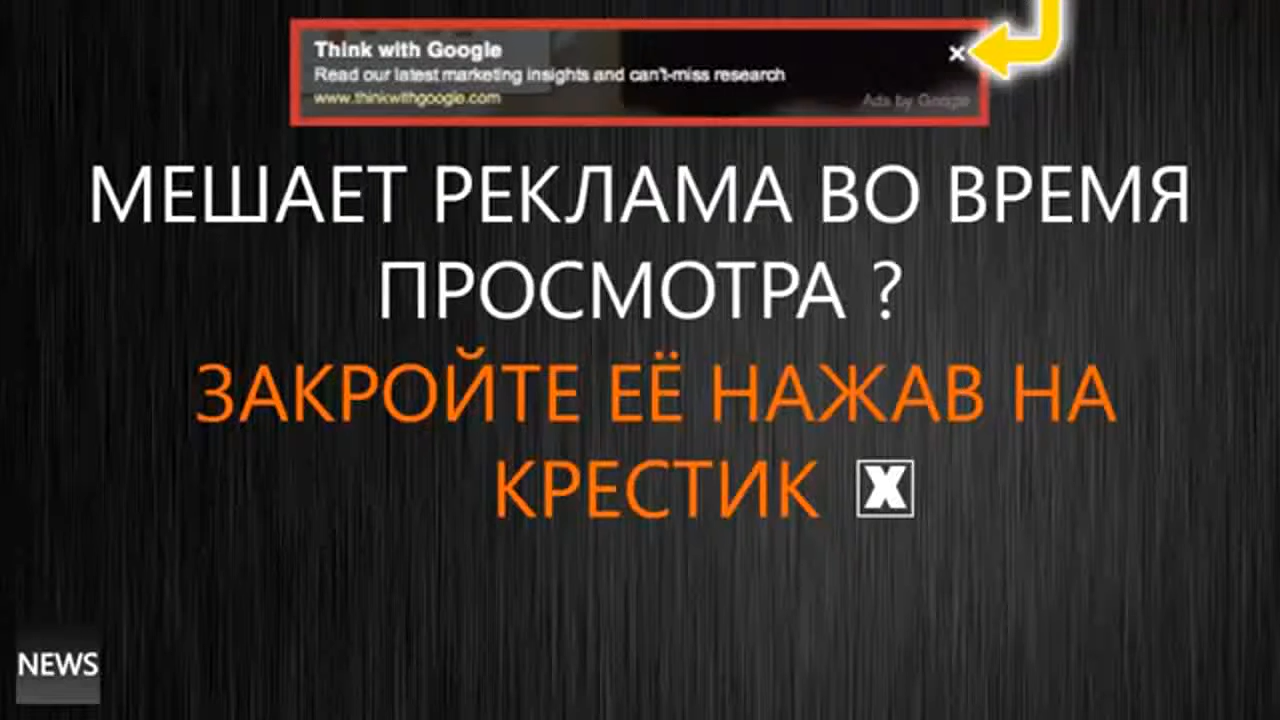 Think with Google
Read our latest marketing insights and can't-miss research
www.thinkwithgoogle.com
Ads by Google
МЕШАЕТ РЕКЛАМА ВО ВРЕМЯ
ПРОСМОТРА ?
ЗАКРОЙТЕ ЕЁ НАЖАВ НА
КРЕСТИК X
NEWS